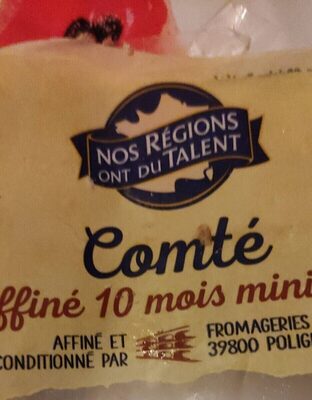 NOS RÉGIONS
ONT DU TALENT
Comté
ffiné 10 mois mini
AFFINÉ ET
CONDITIONNÉ PAR
FROMAGERIES
39800 POLIG